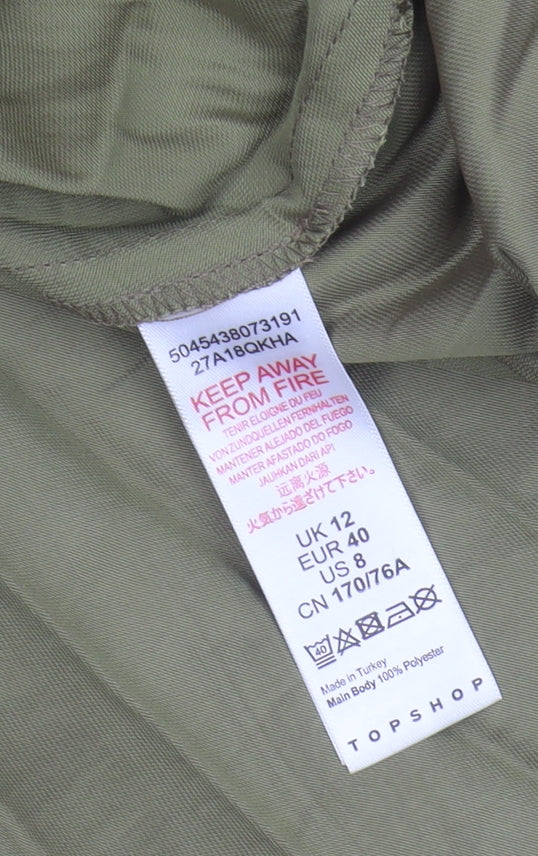 5045438073191
27A18QKHA
KEEP AWAY
FROM FIRE
TENIR ELOIGNE DU FEU
VON ZUNDQUELLEN FERNHALTEN
MANTENER ALEJADO DEL FUEGO
MANTER AFASTADO DO FOGO
JAUHKAN DARI API
远离火源
火気から遠ざけて下さい。
UK 12
EUR 40
US 8
CN 170/76A
40
Made in Turkey
Main Body 100% Polyester
TOPSHOP